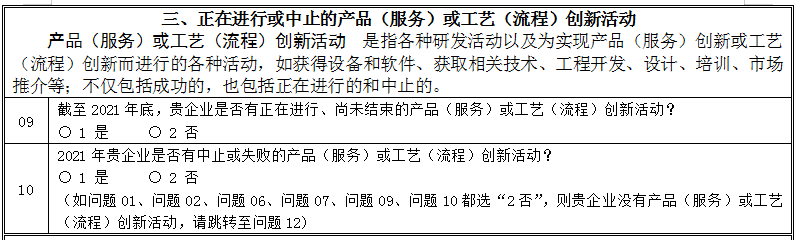 三、正在进行或中止的产品（服务）或工艺（流程）创新活动
产品（服务）或工艺（流程）创新活动 是指各种研发活动以及为实现产品（服务）创新或工艺
（流程）创新而进行的各种活动，如获得设备和软件、获取相关技术、工程开发、设计、培训、市场
推介等；不仅包括成功的，也包括正在进行的和中止的。
09
截至 2021 年底，贵企业是否有正在进行、尚未结束的产品（服务）或工艺（流程）创新活动？
○ 1 是 ○ 2 否
10
2021 年贵企业是否有中止或失败的产品（服务）或工艺（流程）创新活动？
○ 1 是 ○ 2 否
（如问题 01、问题 02、问题 06、问题 07、问题 09、问题 10 都选“2 否”，则贵企业没有产品（服务）或工艺
（流程）创新活动，请跳转至问题 12）